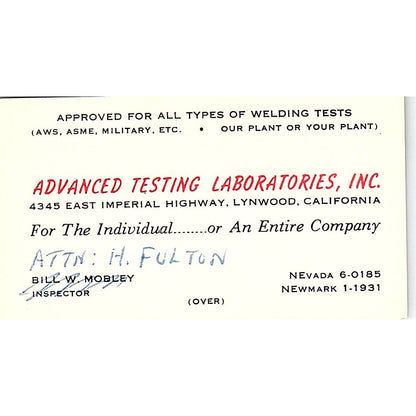 APPROVED FOR ALL TYPES OF WELDING TESTS
(AWS, ASME, MILITARY, ETC. • OUR PLANT OR YOUR PLANT)
ADVANCED TESTING LABORATORIES, INC.
4345 EAST IMPERIAL HIGHWAY, LYNWOOD, CALIFORNIA
For The Individual........or An Entire Company
ATTN: H. FULTON
BILL W. MOBLEY NEVADA 6-0185
INSPECTOR NEWMARK 1-1931
(OVER)